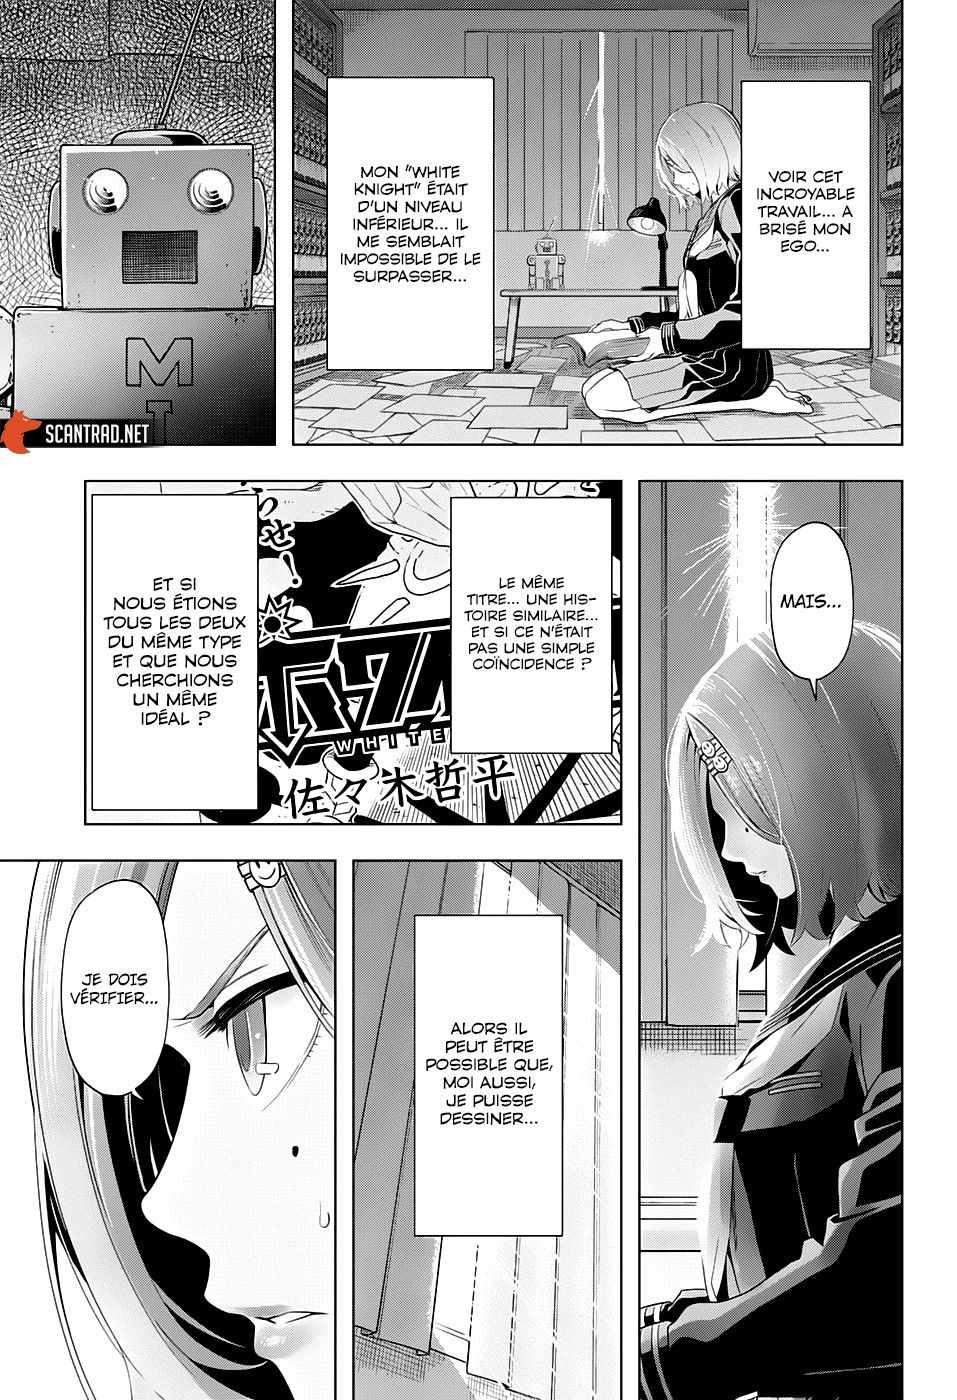 VOIR CET
INCROYABLE
TRAVAIL... A
BRISÉ MON
EGO...
MON "WHITE
KNIGHT" ÉTAIT
D'UN NIVEAU
INFÉRIEUR... IL
ME SEMBLAIT
IMPOSSIBLE DE LE
SURPASSER...
M
I
SCANTRAD.NET
MAIS...
LE MÊME
TITRE... UNE HIS-
TOIRE SIMILAIRE...
ET SI CE N'ÉTAIT
PAS UNE SIMPLE
COÏNCIDENCE ?
ET SI
NOUS ÉTIONS
TOUS LES DEUX
DU MÊME TYPE
ET QUE NOUS
CHERCHIONS
UN MÊME
IDÉAL ?
っせ!
WHITE
佐々木哲平
ALORS IL
PEUT ÊTRE
POSSIBLE QUE,
MOI AUSSI,
JE PUISSE
DESSINER...
JE DOIS
VÉRIFIER...